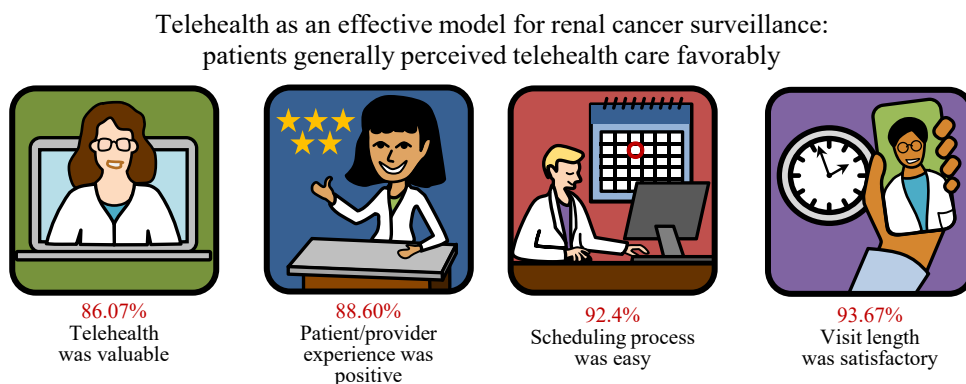 Telehealth as an effective model for renal cancer surveillance:
patients generally perceived telehealth care favorably
86.07%
Telehealth
was valuable
88.60%
Patient/provider
experience was
positive
92.4%
Scheduling process
was easy
93.67%
Visit length
was satisfactory